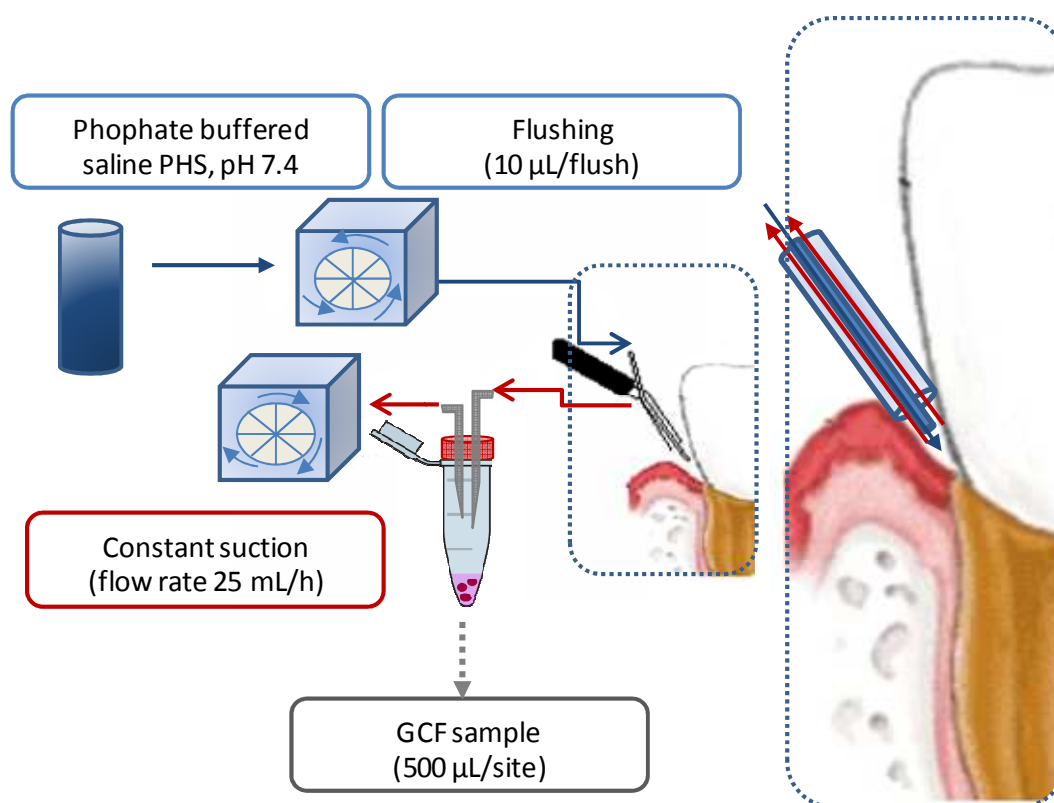 Phophate buffered
saline PHS, pH 7.4
Flushing
(10 µL/flush)
Constant suction
(flow rate 25 mL/h)
GCF sample
(500 µL/site)